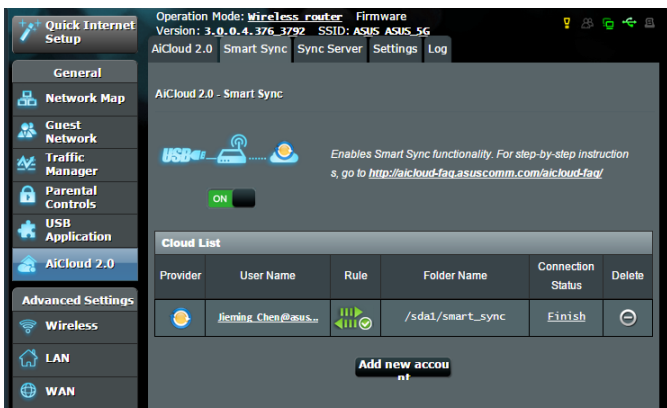 Quick Internet
Setup
Operation Mode: Wireless router Firmware
Version: 3.0.0.4.376_3792 SSID: ASUS ASUS_5G
AiCloud 2.0 Smart Sync Sync Server Settings Log
General
Network Map
Guest
Network
Traffic
Manager
Parental
Controls
USB
Application
AiCloud 2.0
Advanced Settings
Wireless
LAN
WAN
AiCloud 2.0 - Smart Sync
USB
Enables Smart Sync functionality. For step-by-step instruction
s, go to http://aicloud-faq.asuscomm.com/aicloud-faq/
ON
Cloud List
Provider User Name Rule Folder Name Connection Status Delete
Jieming_Chen@asus... /sda1/smart_sync Finish
Add new accou
nt